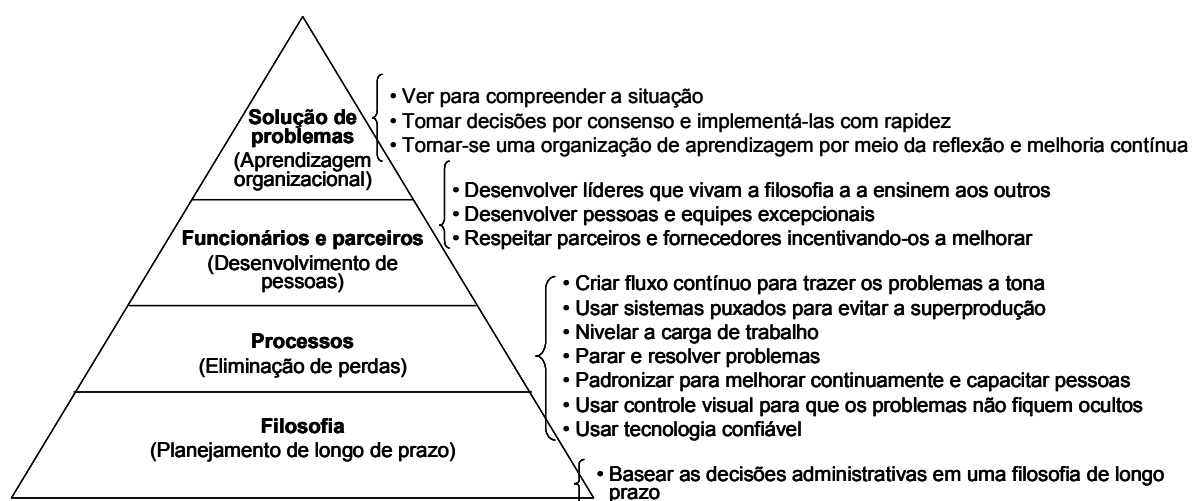 Solução de
problemas
(Aprendizagem
organizacional)
• Ver para compreender a situação
• Tomar decisões por consenso e implementá-las com rapidez
• Tornar-se uma organização de aprendizagem por meio da reflexão e melhoria contínua
Funcionários e parceiros
(Desenvolvimento de
pessoas)
• Desenvolver líderes que vivam a filosofia a a ensinem aos outros
• Desenvolver pessoas e equipes excepcionais
• Respeitar parceiros e fornecedores incentivando-os a melhorar
Processos
(Eliminação de perdas)
• Criar fluxo contínuo para trazer os problemas a tona
• Usar sistemas puxados para evitar a superprodução
• Nivelar a carga de trabalho
• Parar e resolver problemas
• Padronizar para melhorar continuamente e capacitar pessoas
• Usar controle visual para que os problemas não fiquem ocultos
• Usar tecnologia confiável
Filosofia
(Planejamento de longo de prazo)
• Basear as decisões administrativas em uma filosofia de longo
prazo